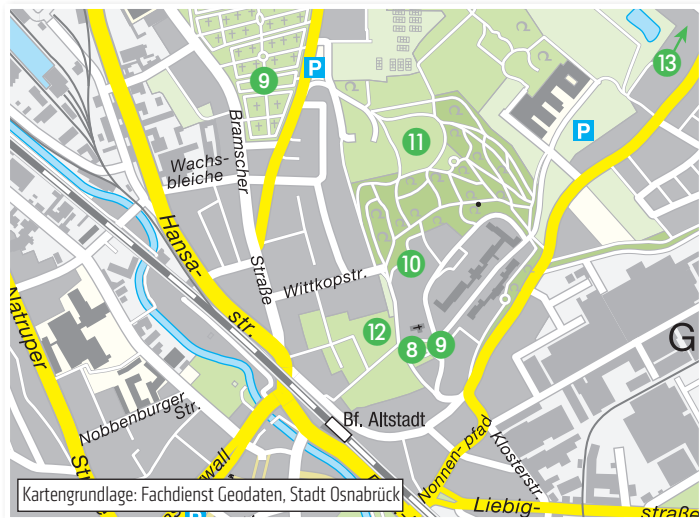 13
9
P
P
11
Bramscher
Straße
Wachs-
bleiche
Hansa-
str.
Wittkopstr.
10
12
8
9
G
Natruper
Nobbenburger
Str.
Bf. Altstadt
Nonnen-pfad
Klosterstr.
Liebig-
straße
wall
Kartengrundlage: Fachdienst Geodaten, Stadt Osnabrück